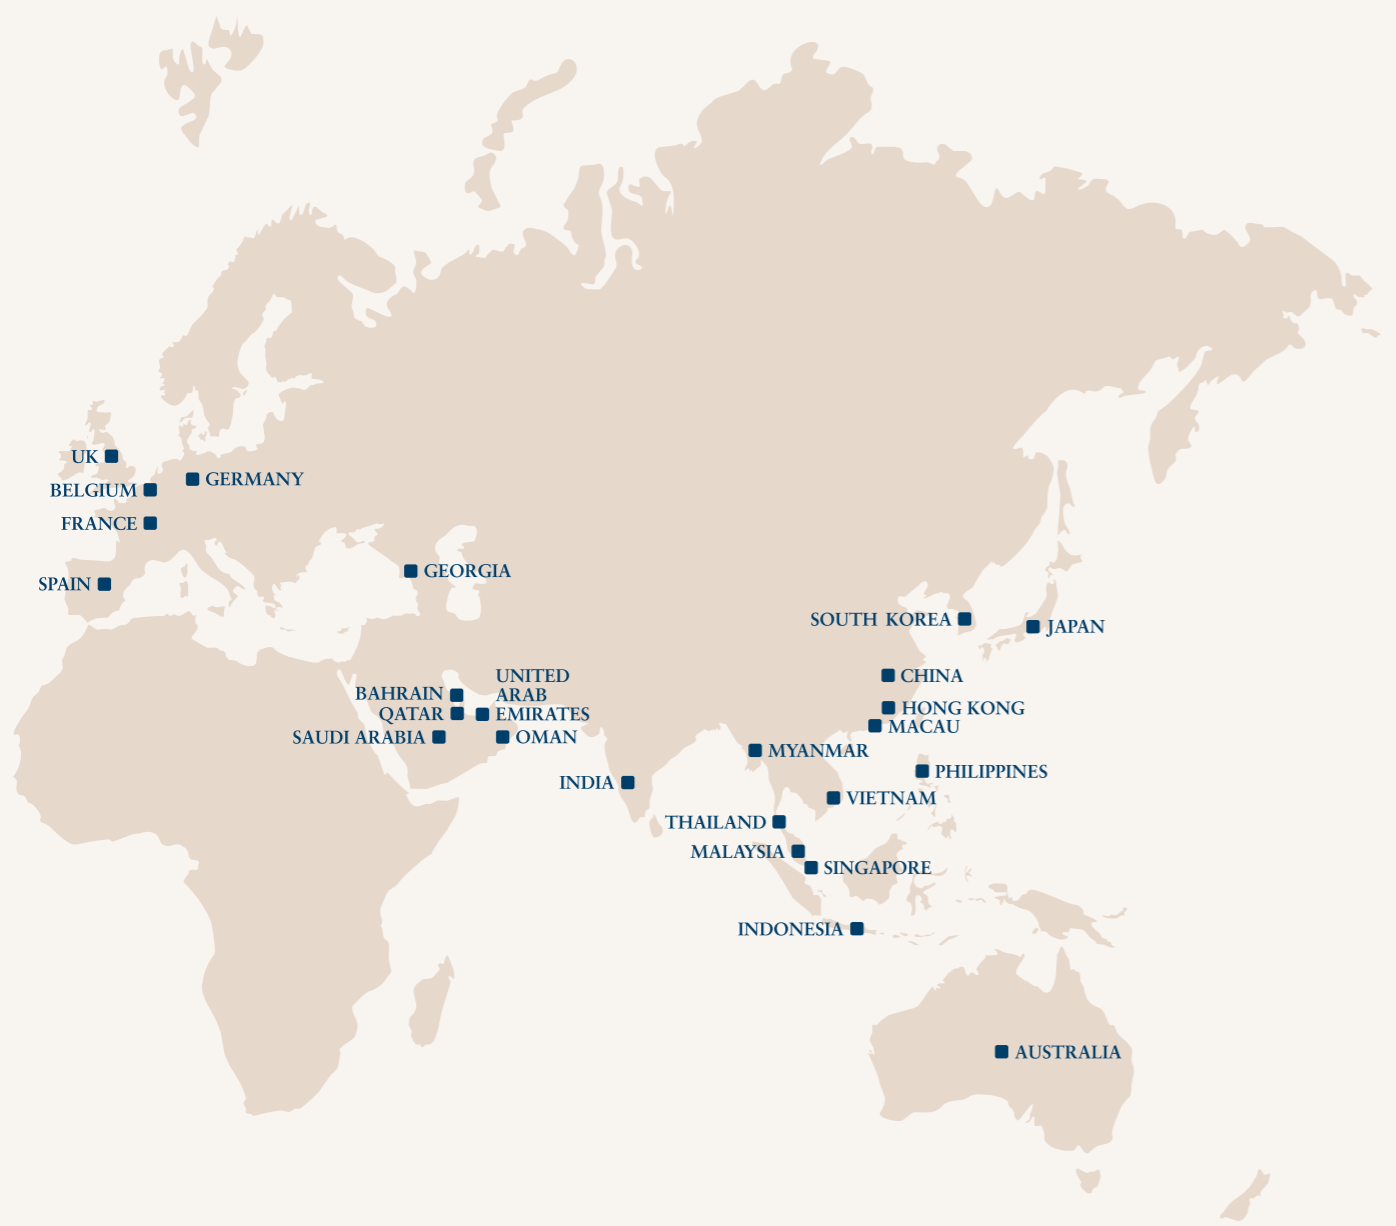 UK
GERMANY
BELGIUM
FRANCE
GEORGIA
SPAIN
SOUTH KOREA
JAPAN
UNITED
ARAB
EMIRATES
BAHRAIN
QATAR
SAUDI ARABIA
OMAN
CHINA
HONG KONG
MACAU
MYANMAR
PHILIPPINES
INDIA
VIETNAM
THAILAND
MALAYSIA
SINGAPORE
INDONESIA
AUSTRALIA